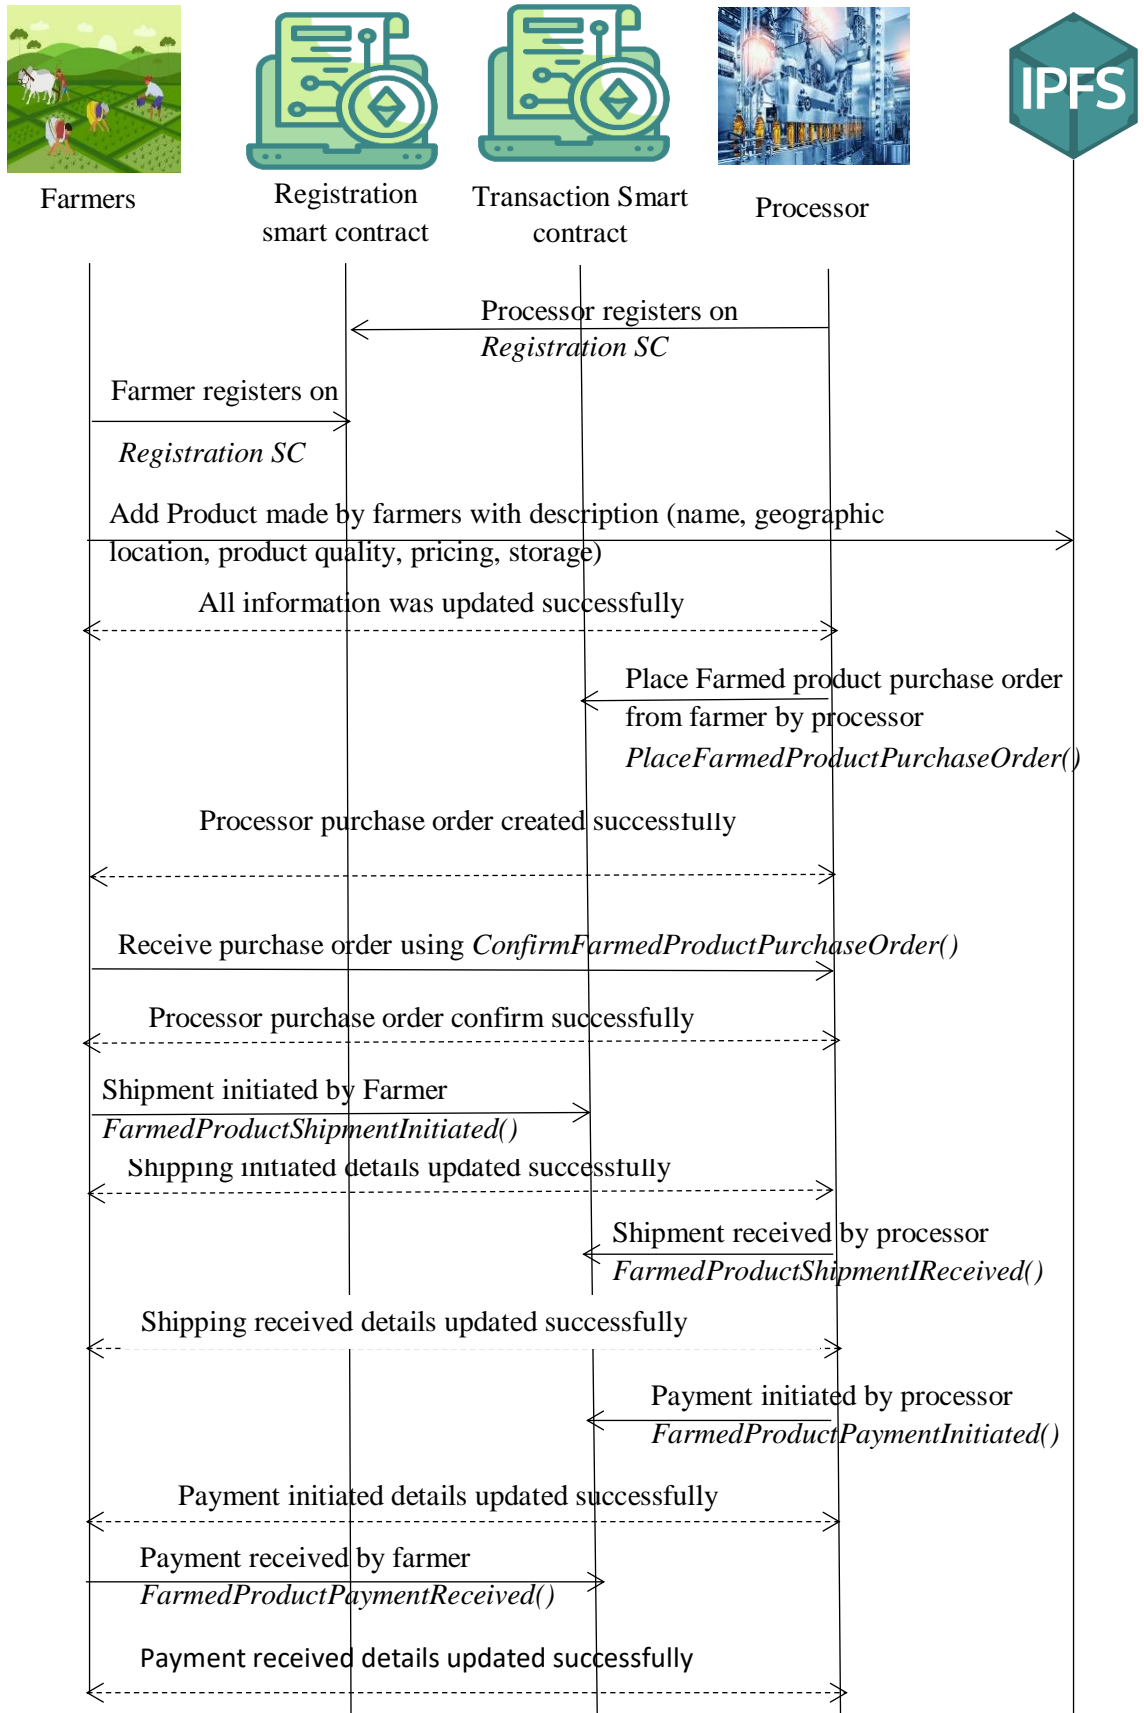 IPFS
Farmers
Registration
smart contract
Transaction Smart
contract
Processor
Processor registers on
Registration SC
Farmer registers on
Registration SC
Add Product made by farmers with description (name, geographic
location, product quality, pricing, storage)
All information was updated successfully
Place Farmed product purchase order
from farmer by processor
PlaceFarmedProductPurchaseOrder()
Processor purchase order created successfully
Receive purchase order using ConfirmFarmedProductPurchaseOrder()
Processor purchase order confirm successfully
Shipment initiated by Farmer
FarmedProductShipmentInitiated()
Shipping initiated details updated successfully
Shipment received by processor
FarmedProductShipmentIReceived()
Shipping received details updated successfully
Payment initiated by processor
FarmedProductPaymentInitiated()
Payment initiated details updated successfully
Payment received by farmer
FarmedProductPaymentReceived()
Payment received details updated successfully